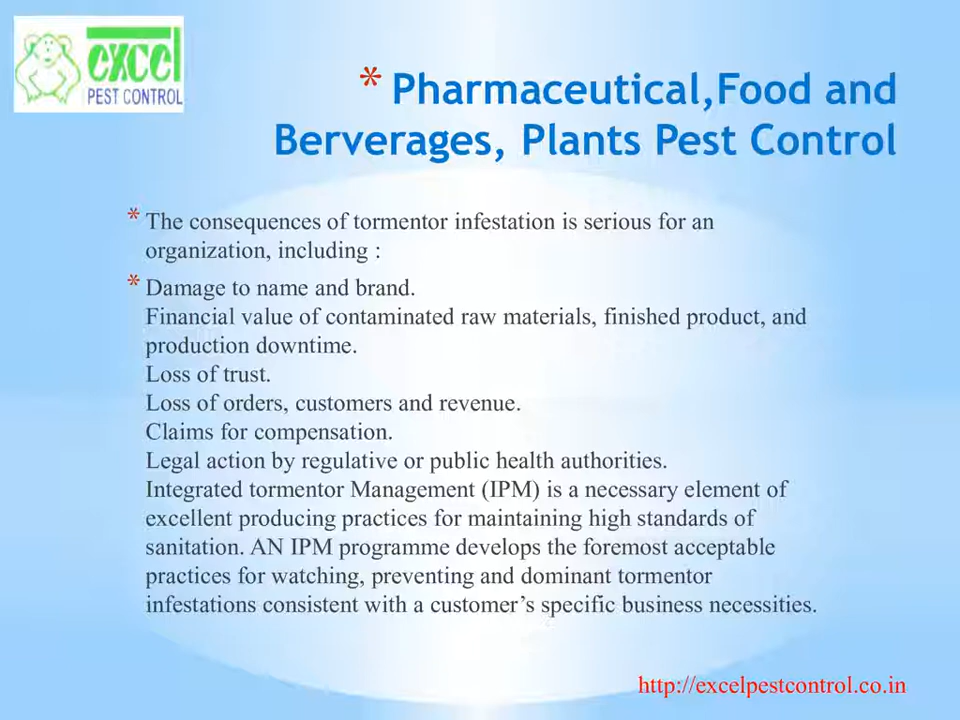 excel
PEST CONTROL
* Pharmaceutical,Food and
Berverages, Plants Pest Control
* The consequences of tormentor infestation is serious for an
organization, including :
* Damage to name and brand.
Financial value of contaminated raw materials, finished product, and
production downtime.
Loss of trust.
Loss of orders, customers and revenue.
Claims for compensation.
Legal action by regulative or public health authorities.
Integrated tormentor Management (IPM) is a necessary element of
excellent producing practices for maintaining high standards of
sanitation. AN IPM programme develops the foremost acceptable
practices for watching, preventing and dominant tormentor
infestations consistent with a customer’s specific business necessities.
http://excelpestcontrol.co.in